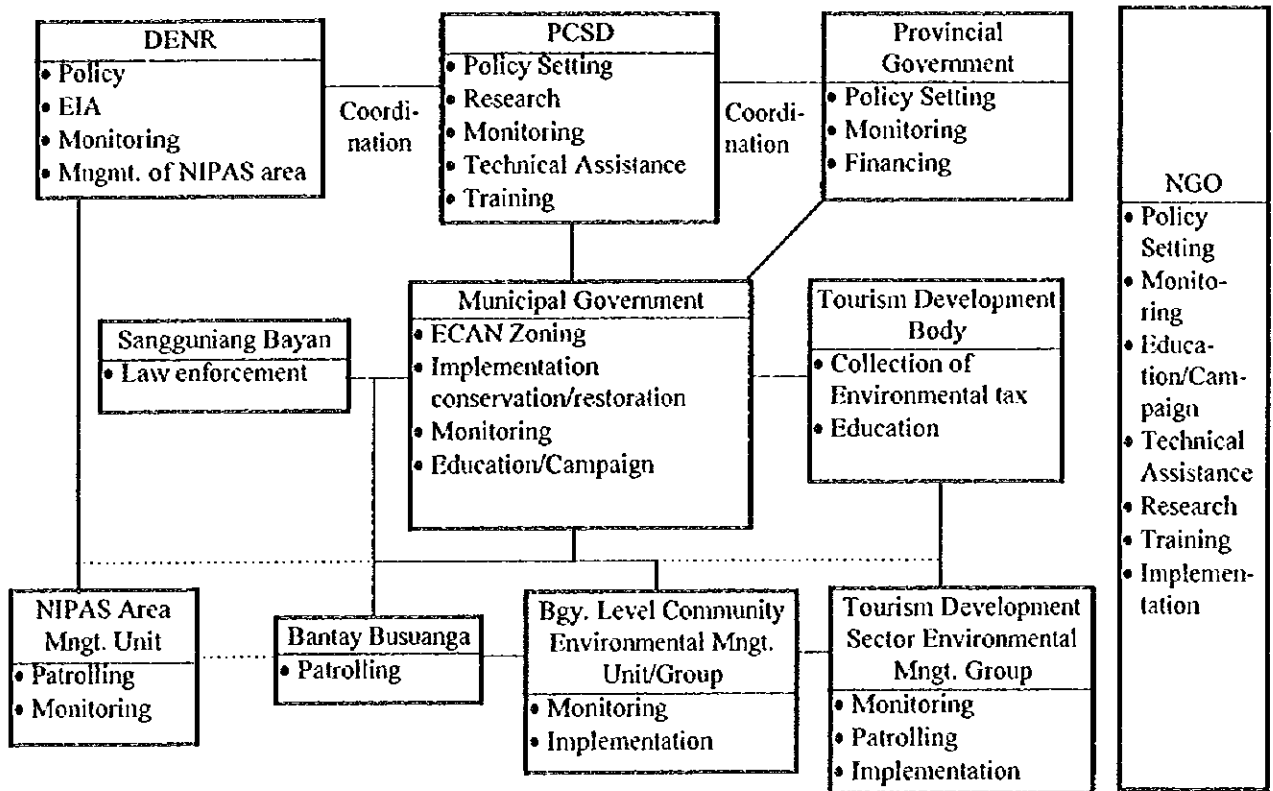 DENR
• Policy
• EIA
• Monitoring
• Mngmt. of NIPAS area
Coordi-
nation
PCSD
• Policy Setting
• Research
• Monitoring
• Technical Assistance
• Training
Coordi-
nation
Provincial
Government
• Policy Setting
• Monitoring
• Financing
NGO
• Policy
Setting
• Monito-
ring
• Educa-
tion/Cam-
paign
• Technical
Assistance
• Research
• Training
• Implemen-
tation
Sangguniang Bayan
• Law enforcement
Municipal Government
• ECAN Zoning
• Implementation
conservation/restoration
• Monitoring
• Education/Campaign
Tourism Development
Body
• Collection of
Environmental tax
• Education
NIPAS Area
Mngt. Unit
• Patrolling
• Monitoring
Bantay Busuanga
• Patrolling
Bgy. Level Community
Environmental Mngt.
Unit/Group
• Monitoring
• Implementation
Tourism Development
Sector Environmental
Mngt. Group
• Monitoring
• Patrolling
• Implementation